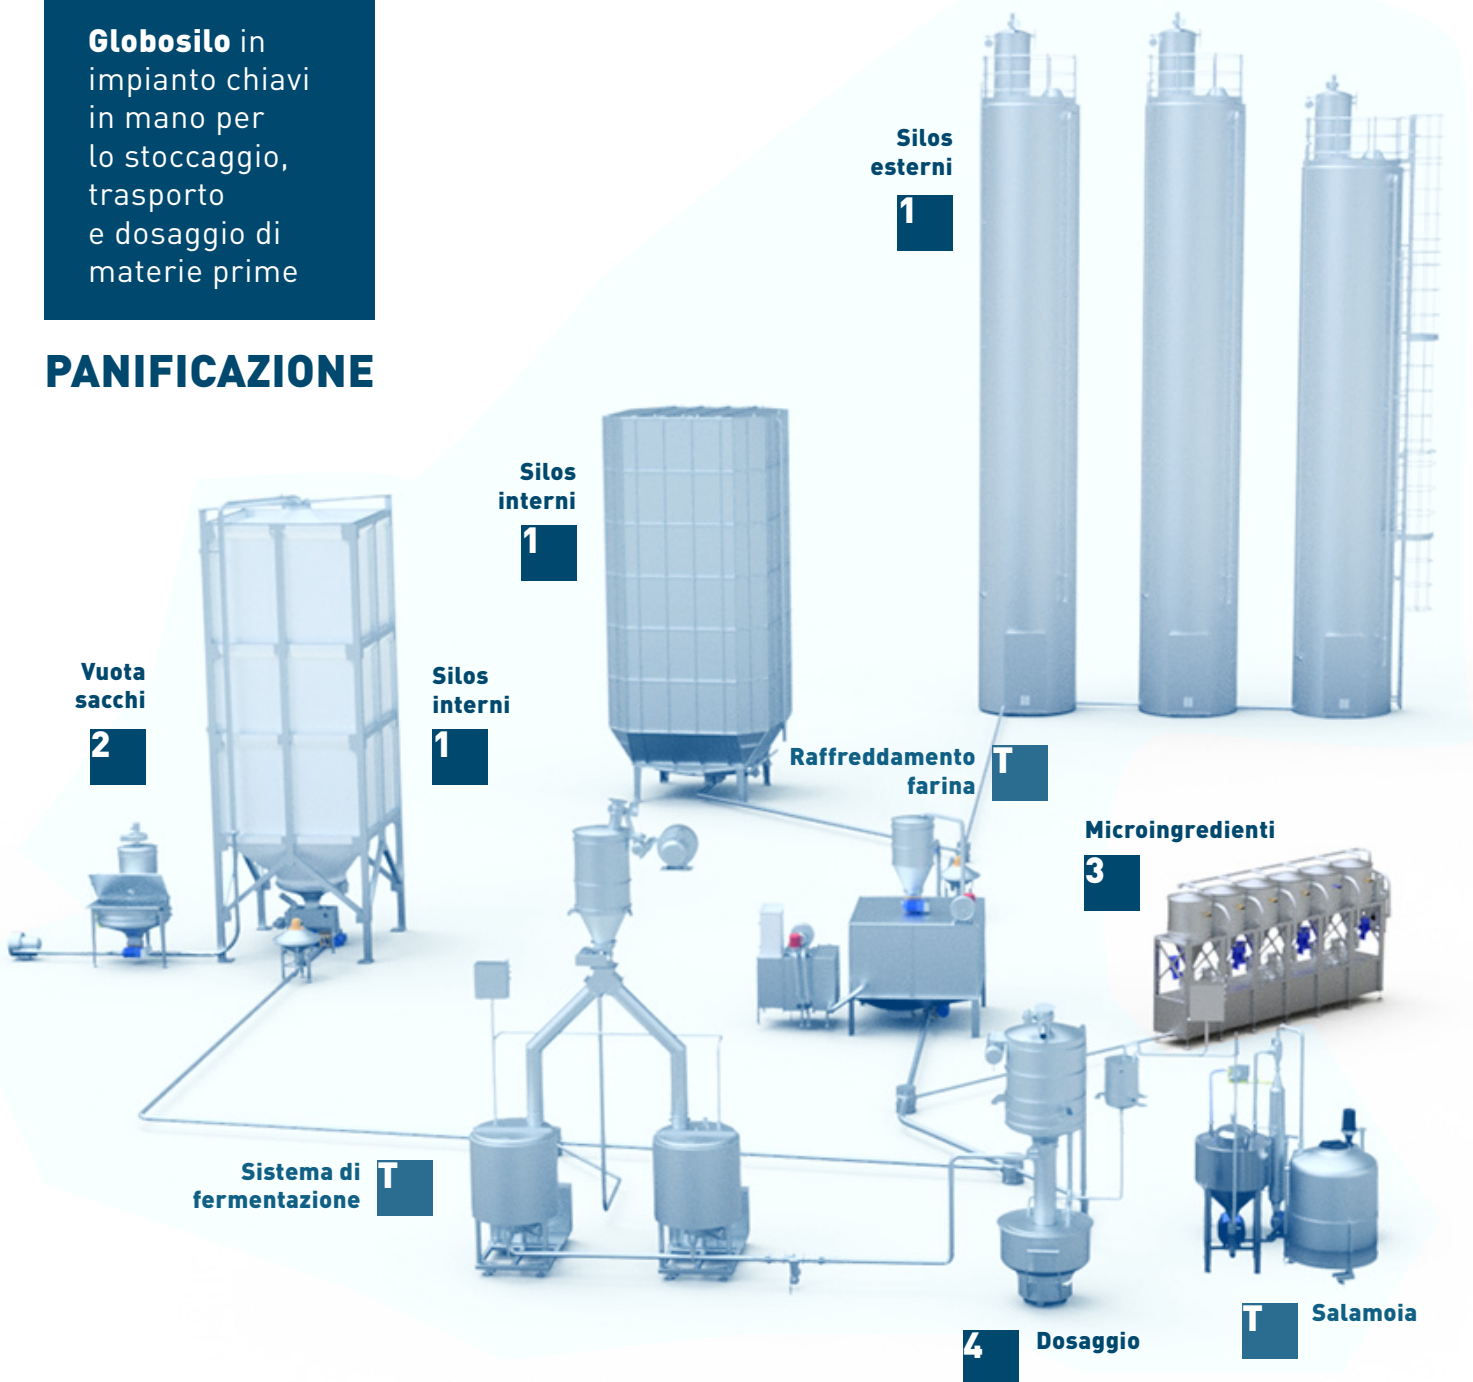 Globosilo in
impianto chiavi
in mano per
lo stoccaggio,
trasporto
e dosaggio di
materie prime
PANIFICAZIONE
Silos
esterni
1
Silos
interni
1
Vuota
sacchi
2
Silos
interni
1
Raffreddamento
farina
T
Microingredienti
3
Sistema di
fermentazione
T
4
Dosaggio
T
Salamoia